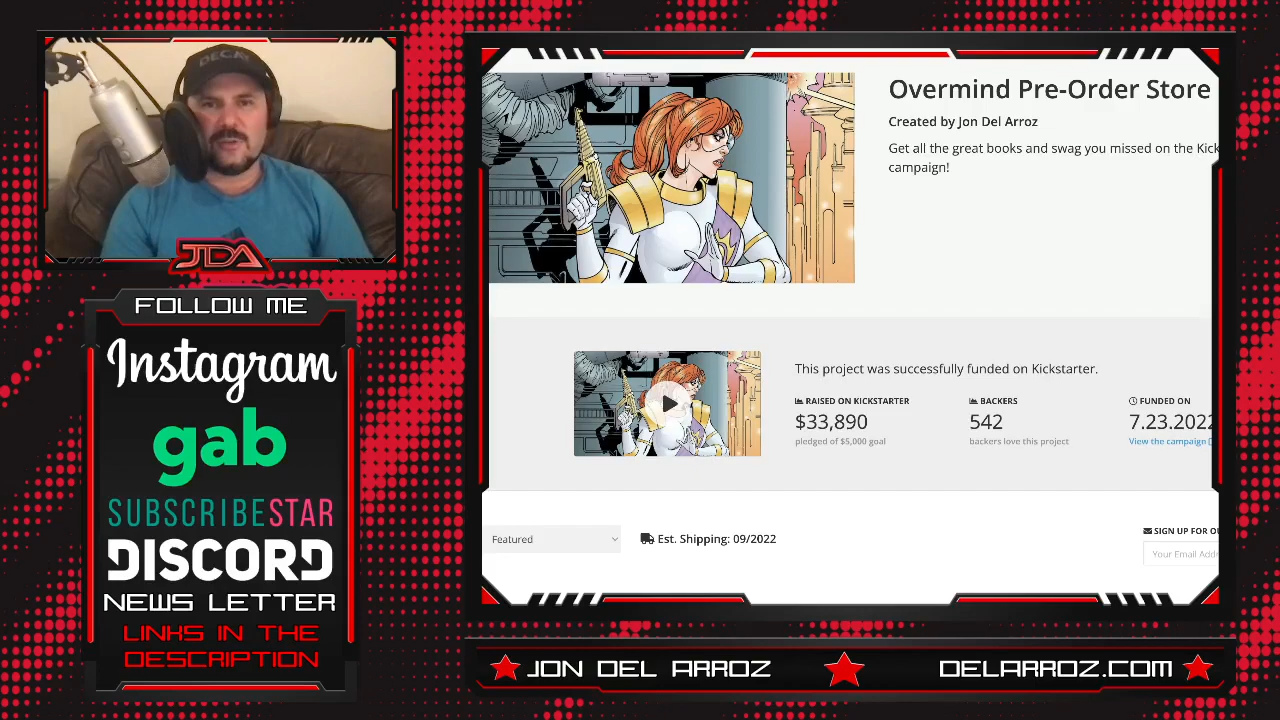 JDA
FOLLOW ME
Instagram
gab
SUBSCRIBESTAR
DISCORD
NEWS LETTER
LINKS IN THE
DESCRIPTION
Overmind Pre-Order Store
Created by Jon Del Arroz
Get all the great books and swag you missed on the Kick
campaign!
This project was successfully funded on Kickstarter.
RAISED ON KICKSTARTER
$33,890
pledged of $5,000 goal
BACKERS
542
backers love this project
FUNDED ON
7.23.2022
View the campaign
Featured
Est. Shipping: 09/2022
SIGN UP FOR OU
Your Email Addr
JON DEL ARROZ
DELARROZ.COM